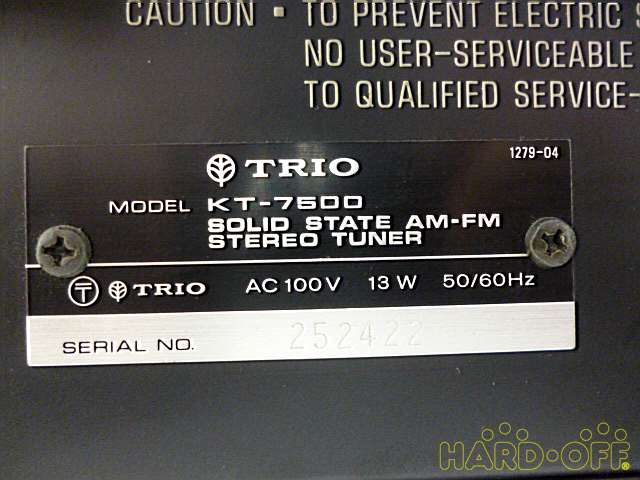 CAUTION • TO PREVENT ELECTRIC
NO USER-SERVICEABLE
TO QUALIFIED SERVICE-
1279-04
TRIO
MODEL KT-7500
SOLID STATE AM-FM
STEREO TUNER
〒 TRIO AC 100V 13 W 50/60Hz
SERIAL NO. 252422
HARD-OFF®